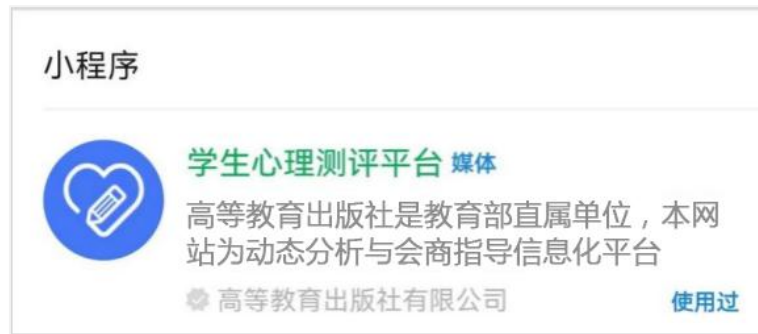 小程序
学生心理测评平台 媒体
高等教育出版社是教育部直属单位，本网
站为动态分析与会商指导信息化平台
高等教育出版社有限公司 使用过